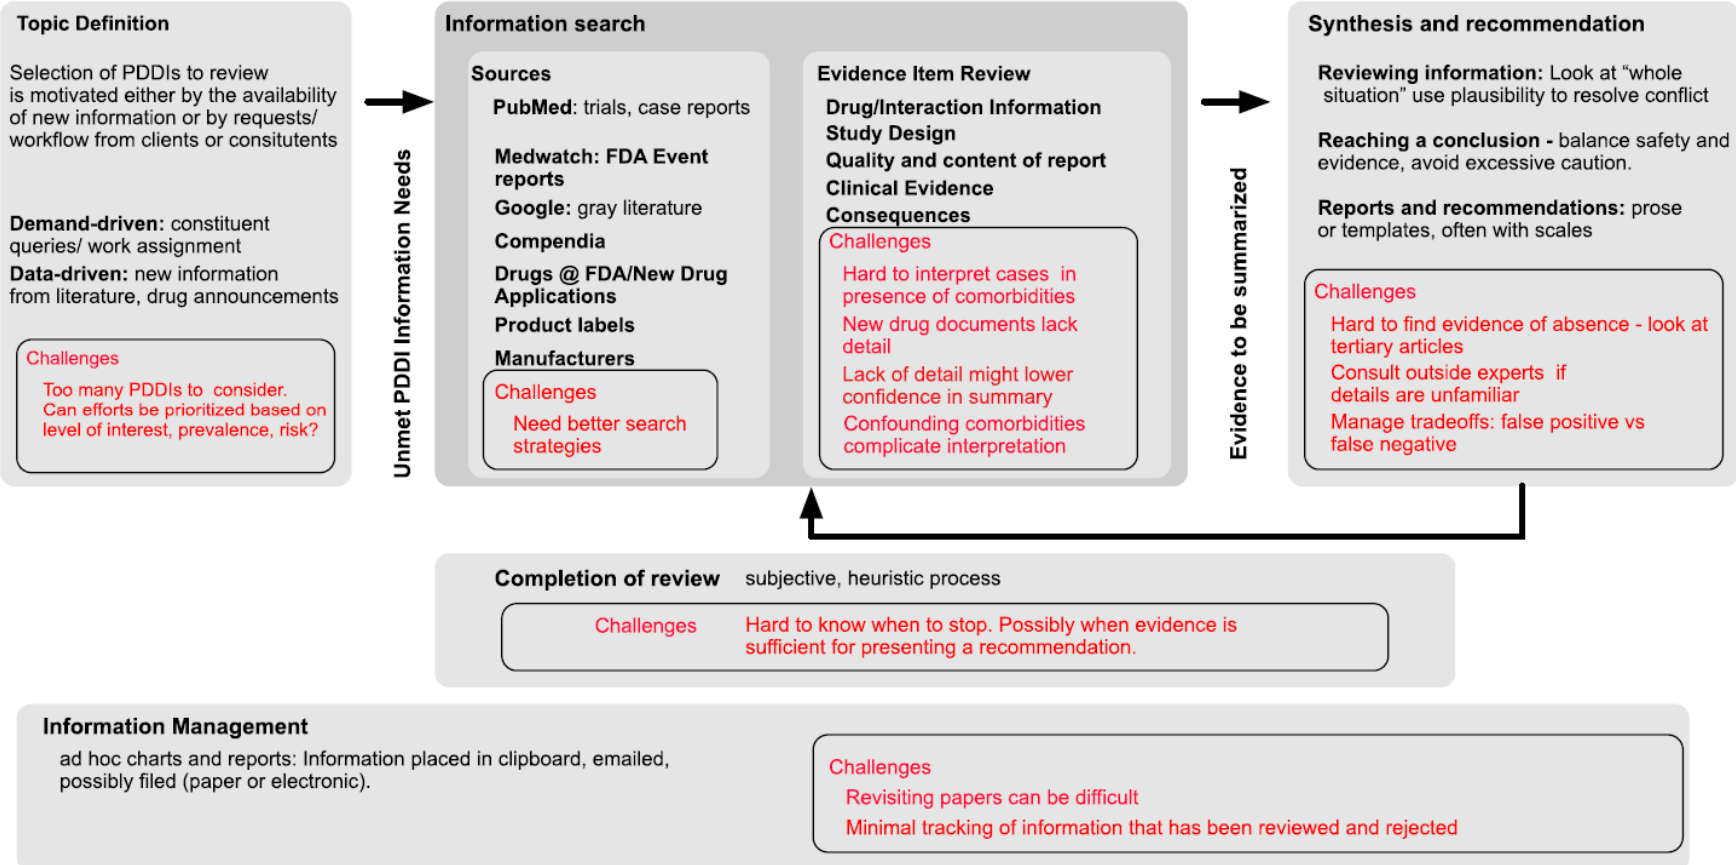 Topic Definition
Selection of PDDIs to review
is motivated either by the availability
of new information or by requests/
workflow from clients or consitutents
Demand-driven: constituent
queries/ work assignment
Data-driven: new information
from literature, drug announcements
Challenges
Too many PDDIs to consider.
Can efforts be prioritized based on
level of interest, prevalence, risk?
Unmet PDDI Information Needs
Information search
Sources
PubMed: trials, case reports
Medwatch: FDA Event
reports
Google: gray literature
Compendia
Drugs @ FDA/New Drug
Applications
Product labels
Manufacturers
Challenges
Need better search
strategies
Evidence Item Review
Drug/Interaction Information
Study Design
Quality and content of report
Clinical Evidence
Consequences
Challenges
Hard to interpret cases in
presence of comorbidities
New drug documents lack
detail
Lack of detail might lower
confidence in summary
Confounding comorbidities
complicate interpretation
Evidence to be summarized
Synthesis and recommendation
Reviewing information: Look at “whole
situation” use plausibility to resolve conflict
Reaching a conclusion - balance safety and
evidence, avoid excessive caution.
Reports and recommendations: prose
or templates, often with scales
Challenges
Hard to find evidence of absence - look at
tertiary articles
Consult outside experts if
details are unfamiliar
Manage tradeoffs: false positive vs
false negative
Completion of review subjective, heuristic process
Challenges Hard to know when to stop. Possibly when evidence is
sufficient for presenting a recommendation.
Information Management
ad hoc charts and reports: Information placed in clipboard, emailed,
possibly filed (paper or electronic).
Challenges
Revisiting papers can be difficult
Minimal tracking of information that has been reviewed and rejected